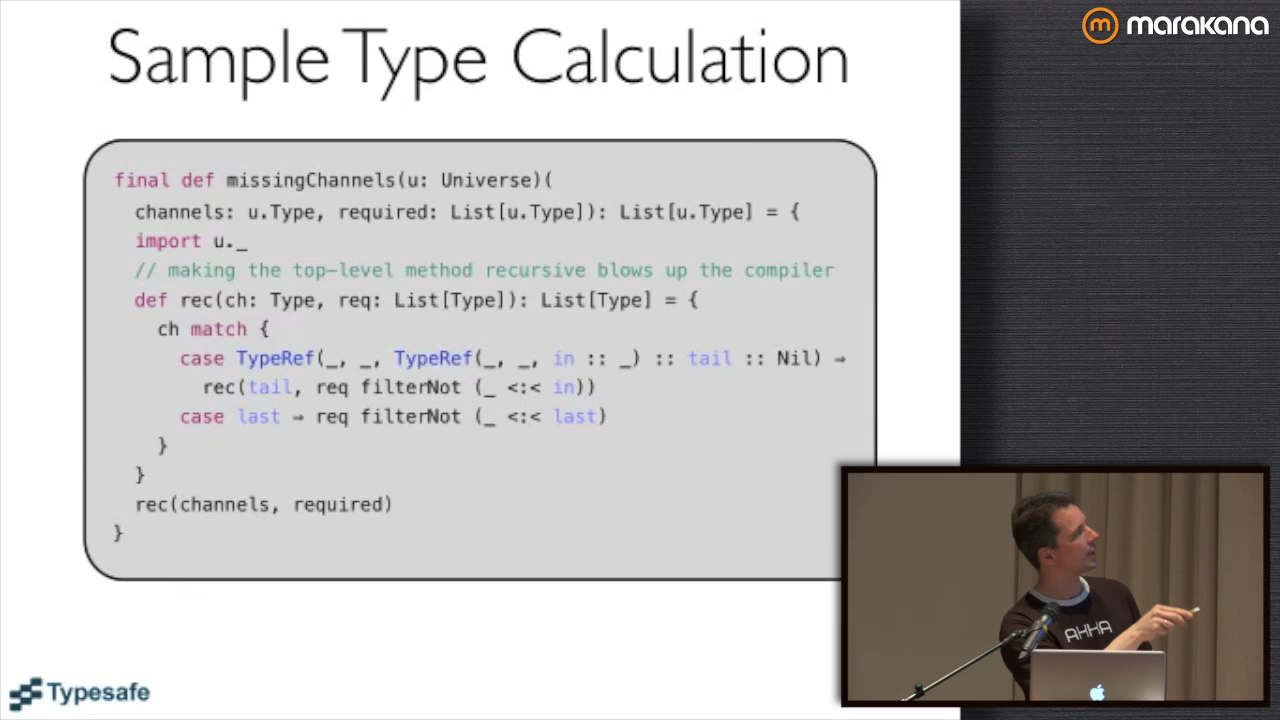 Sample Type Calculation
marakana
final def missingChannels(u: Universe)(
channels: u.Type, required: List[u.Type]): List[u.Type] = {
import u._
// making the top-level method recursive blows up the compiler
def rec(ch: Type, req: List[Type]): List[Type] = {
ch match {
case TypeRef(_, _, TypeRef(_, _, in :: _) :: tail :: Nil) ⇒
rec(tail, req filterNot (_ <:< in))
case last ⇒ req filterNot (_ <:< last)
}
}
rec(channels, required)
}
AKKA
Typesafe